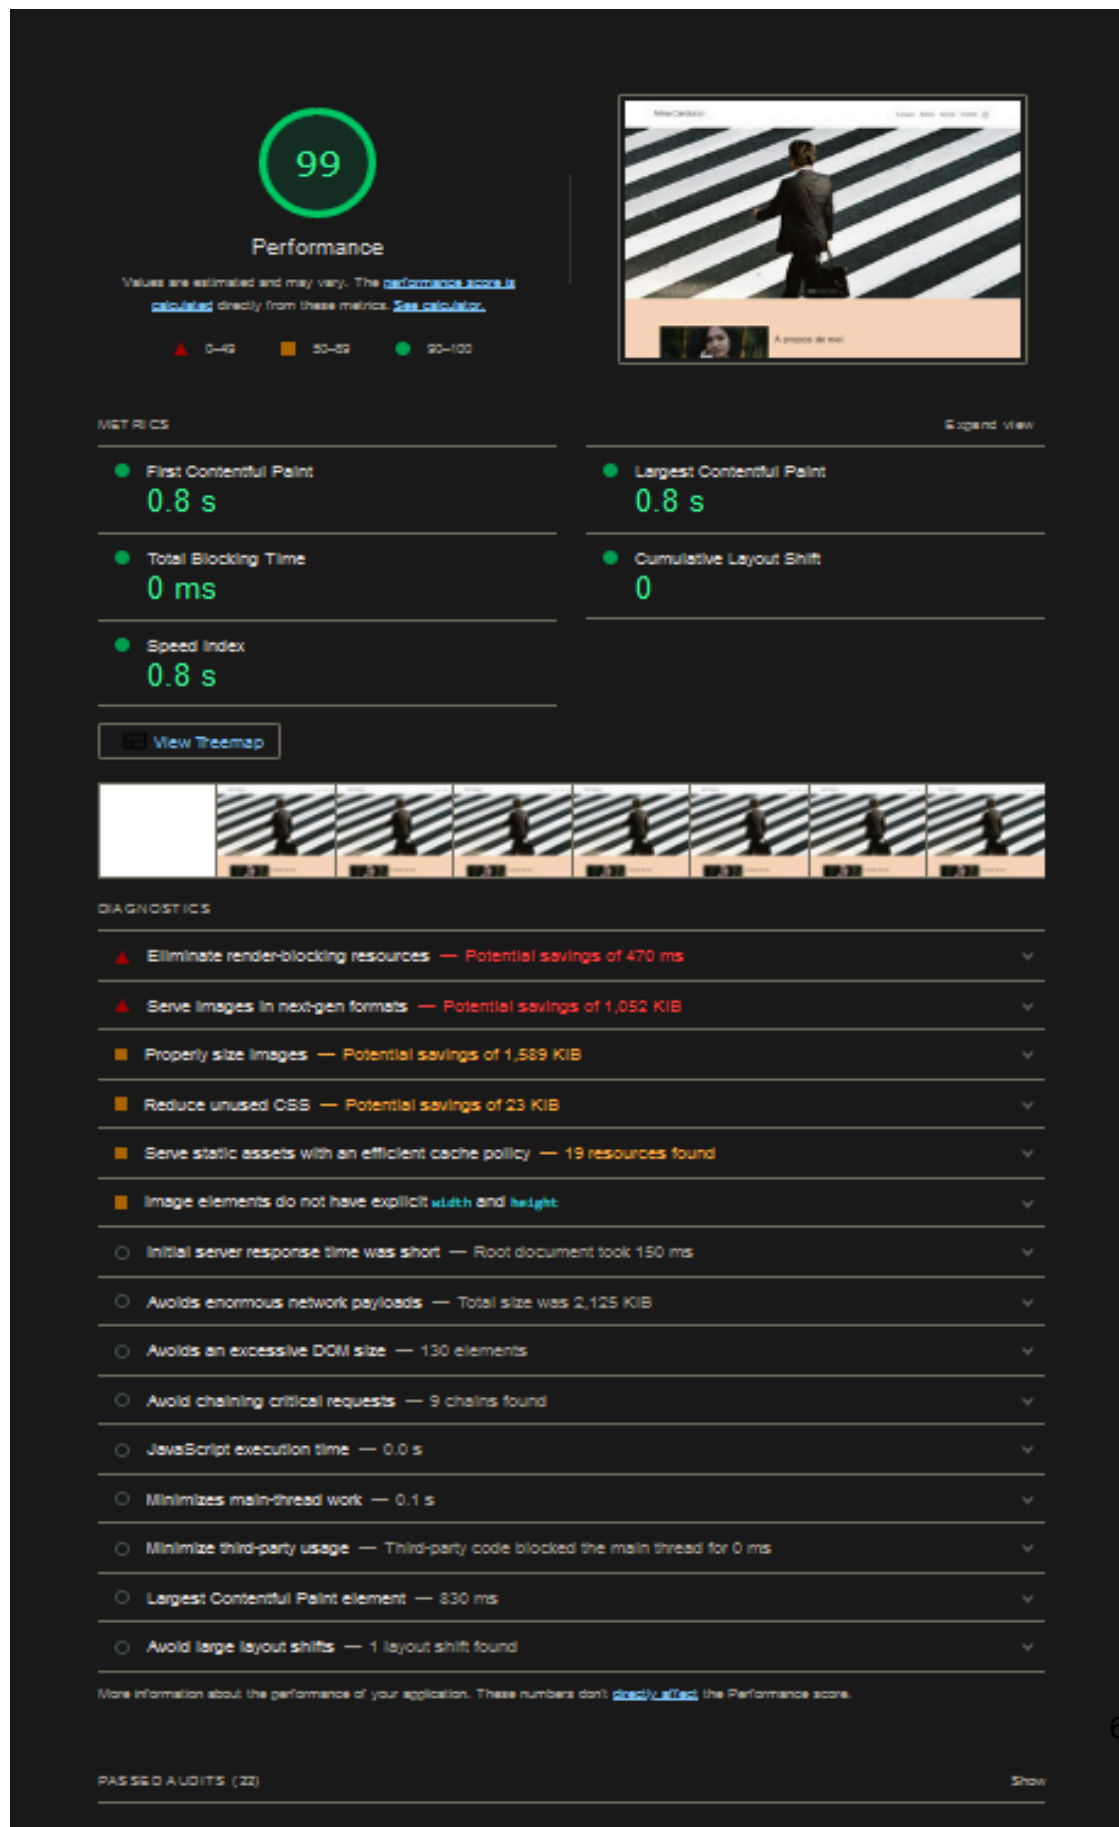 99
Performance
Values are estimated and may vary. The performance score is
calculated directly from these metrics. See calculator.
0–49
50–89
90–100
Nina Carducci
À propos de moi
METRICS
Expand view
First Contentful Paint
0.8 s
Largest Contentful Paint
0.8 s
Total Blocking Time
0 ms
Cumulative Layout Shift
0
Speed Index
0.8 s
View Treemap
DIAGNOSTICS
Eliminate render-blocking resources — Potential savings of 470 ms
Serve images in next-gen formats — Potential savings of 1,052 KiB
Properly size images — Potential savings of 1,589 KiB
Reduce unused CSS — Potential savings of 23 KiB
Serve static assets with an efficient cache policy — 19 resources found
Image elements do not have explicit width and height
Initial server response time was short — Root document took 150 ms
Avoids enormous network payloads — Total size was 2,125 KiB
Avoids an excessive DOM size — 130 elements
Avoid chaining critical requests — 9 chains found
JavaScript execution time — 0.0 s
Minimizes main-thread work — 0.1 s
Minimize third-party usage — Third-party code blocked the main thread for 0 ms
Largest Contentful Paint element — 830 ms
Avoid large layout shifts — 1 layout shift found
More information about the performance of your application. These numbers don't directly affect the Performance score.
PASSED AUDITS (22)
Show